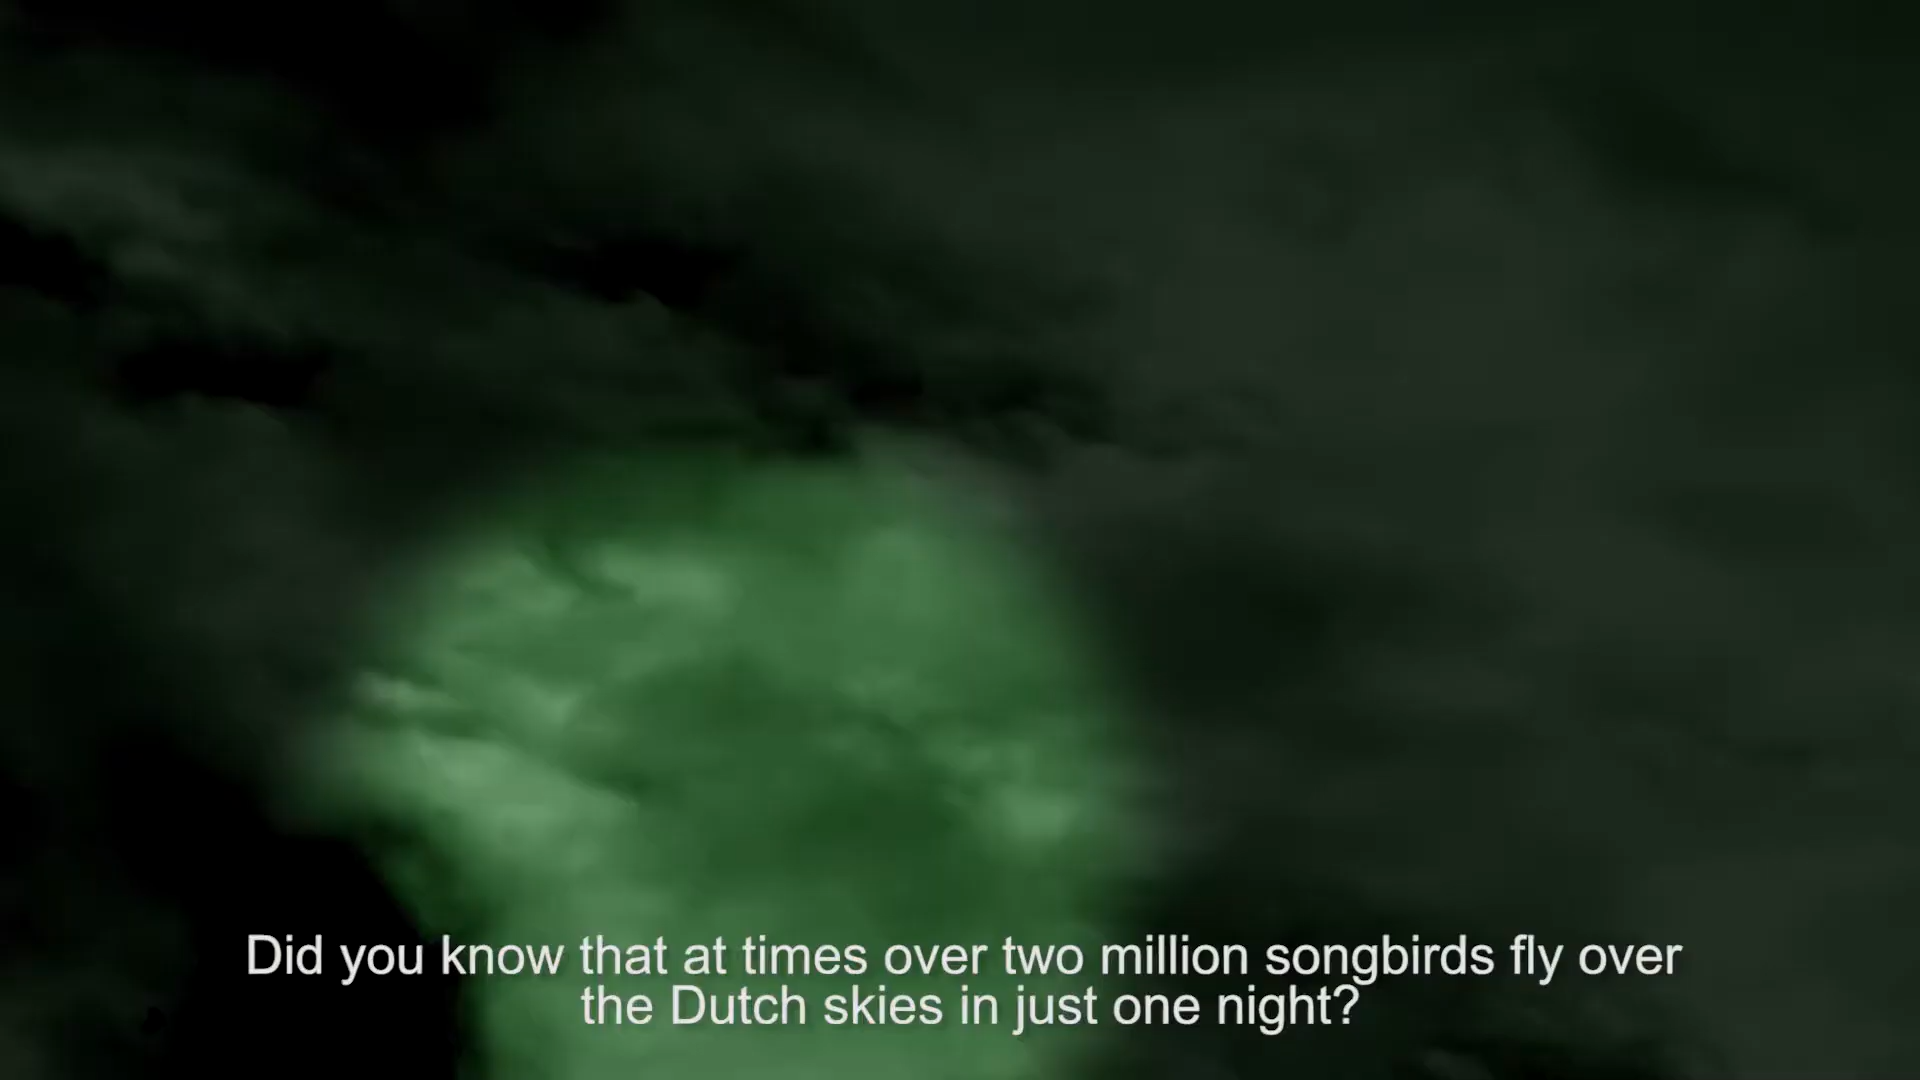 Did you know that at times over two million songbirds fly over
the Dutch skies in just one night?